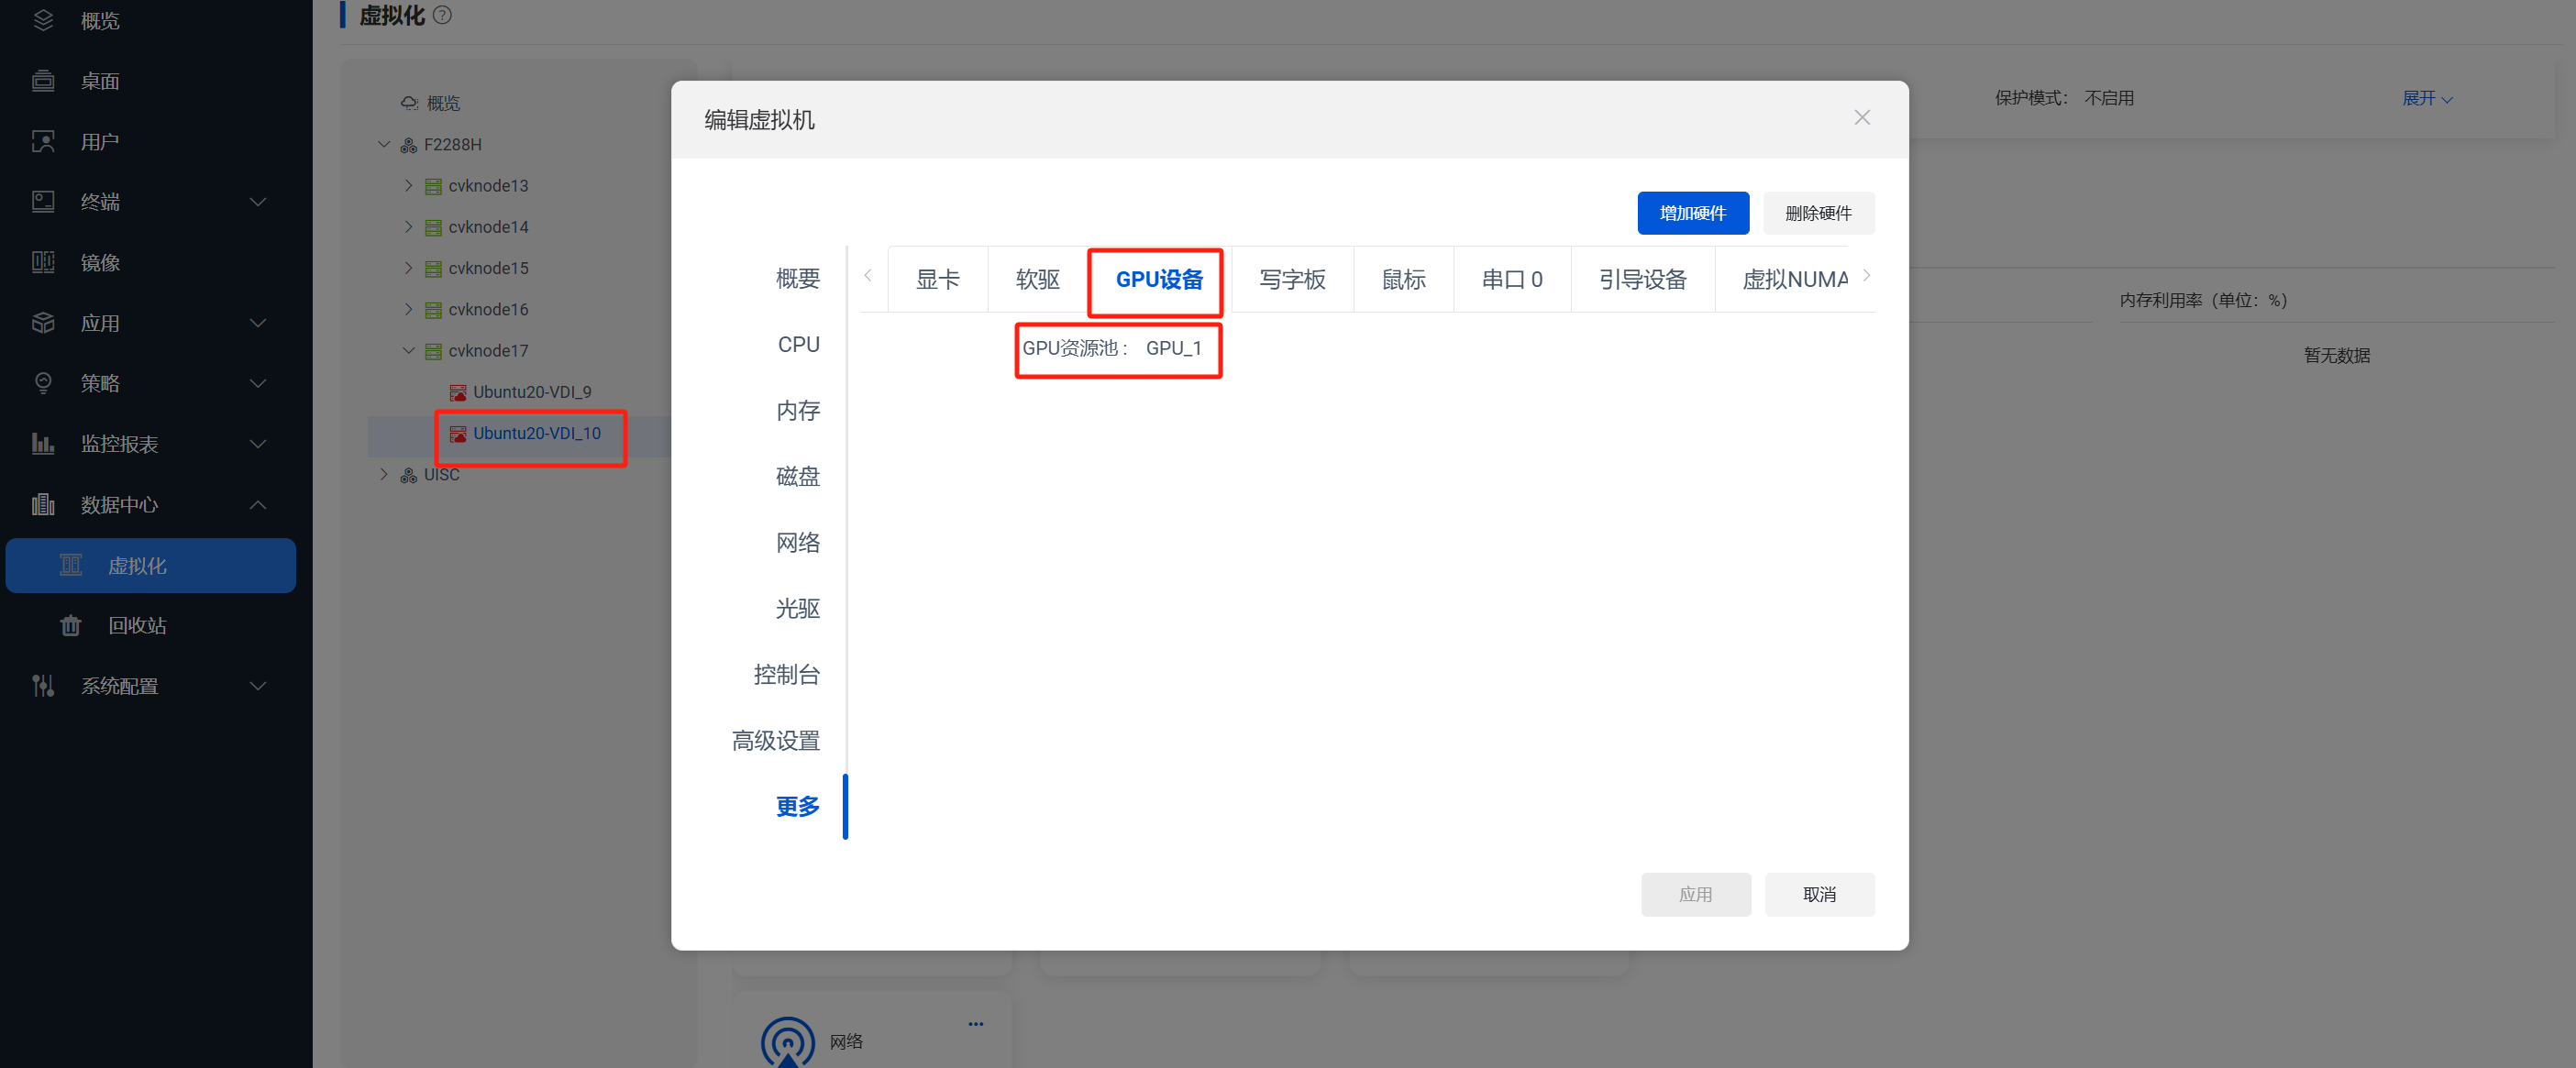 概览
桌面
用户
终端
镜像
应用
策略
监控报表
数据中心
虚拟化
回收站
系统配置
虚拟化
概览
F2288H
cvknode13
cvknode14
cvknode15
cvknode16
cvknode17
Ubuntu20-VDI_9
Ubuntu20-VDI_10
UISC
保护模式： 不启用
展开
内存利用率（单位：%）
暂无数据
编辑虚拟机
增加硬件
删除硬件
概要
CPU
内存
磁盘
网络
光驱
控制台
高级设置
更多
显卡
软驱
GPU设备
写字板
鼠标
串口 0
引导设备
虚拟NUMA
GPU资源池： GPU_1
应用
取消
网络